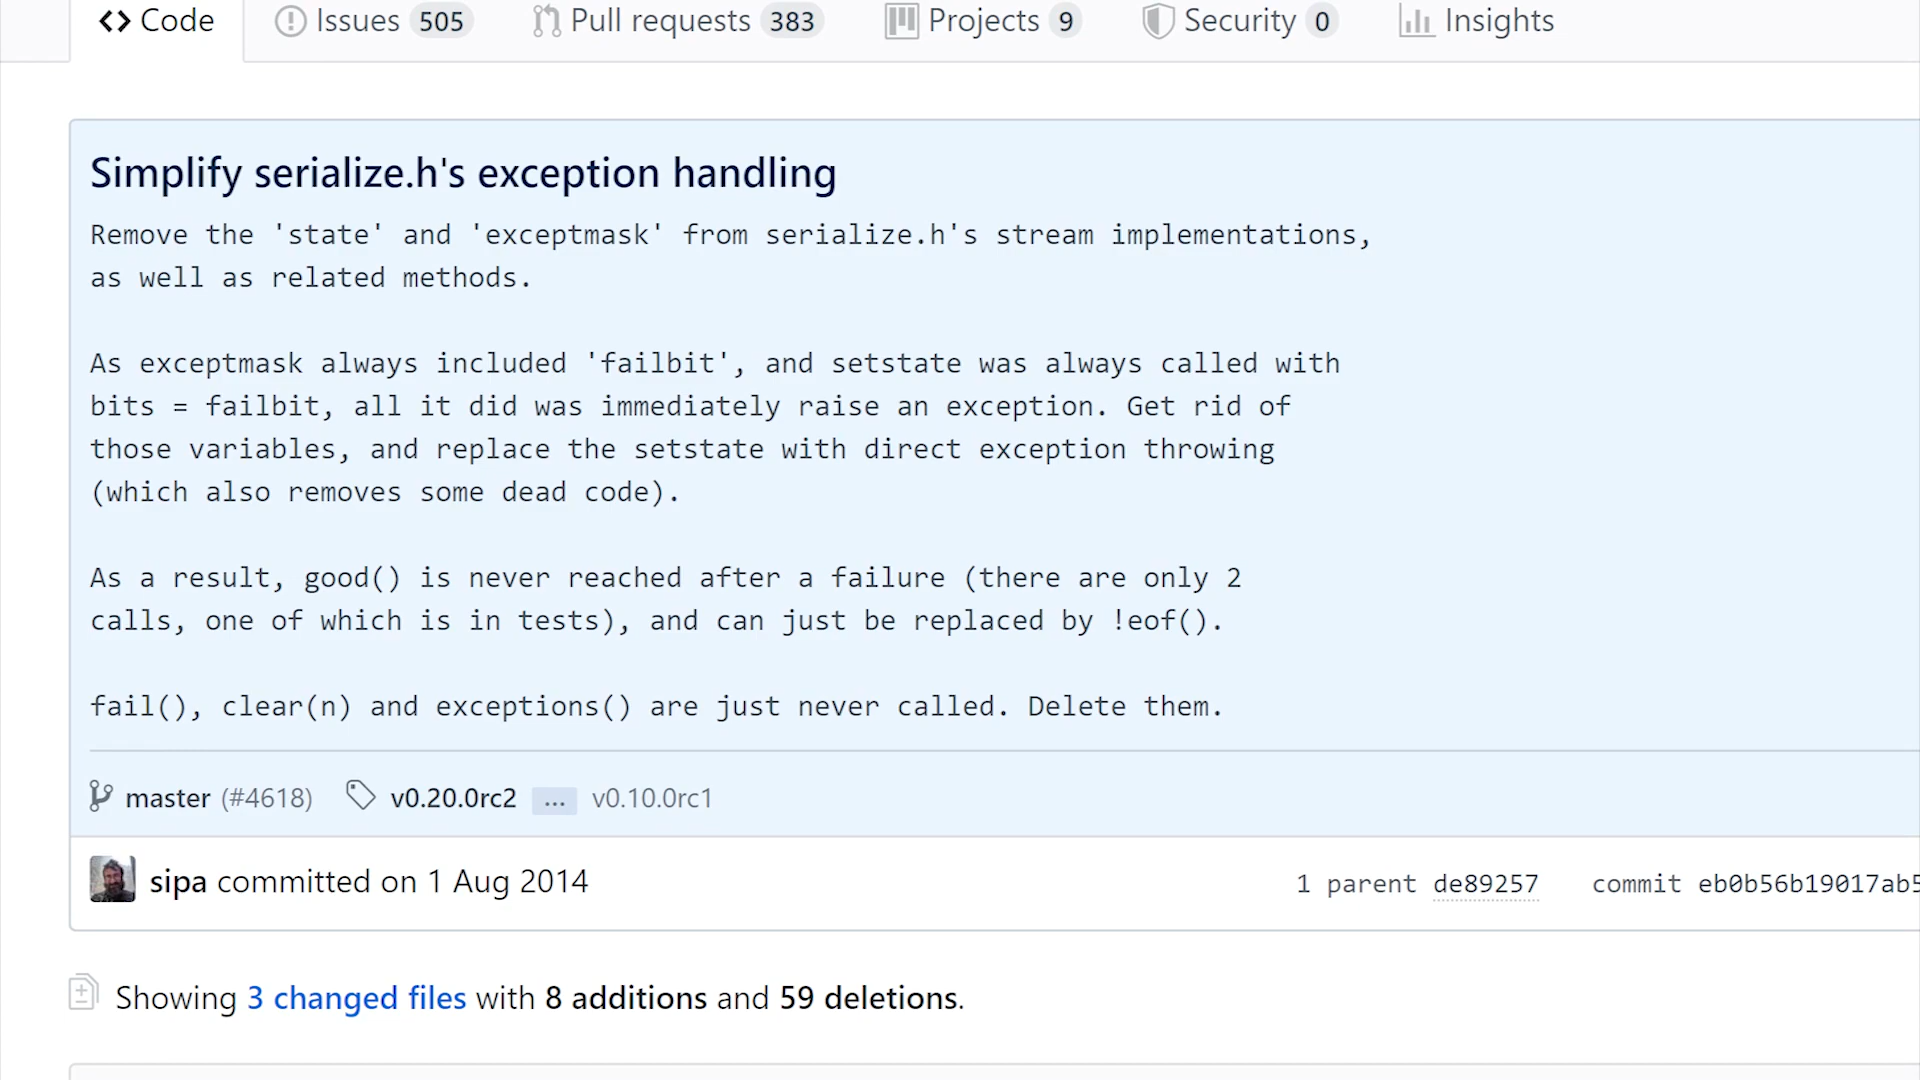 <> Code Issues 505 Pull requests 383 Projects 9 Security 0 Insights
Simplify serialize.h's exception handling
Remove the 'state' and 'exceptmask' from serialize.h's stream implementations,
as well as related methods.
As exceptmask always included 'failbit', and setstate was always called with
bits = failbit, all it did was immediately raise an exception. Get rid of
those variables, and replace the setstate with direct exception throwing
(which also removes some dead code).
As a result, good() is never reached after a failure (there are only 2
calls, one of which is in tests), and can just be replaced by !eof().
fail(), clear(n) and exceptions() are just never called. Delete them.
master (#4618) v0.20.0rc2 ... v0.10.0rc1
sipa committed on 1 Aug 2014 1 parent de89257 commit eb0b56b19017ab5
Showing 3 changed files with 8 additions and 59 deletions.